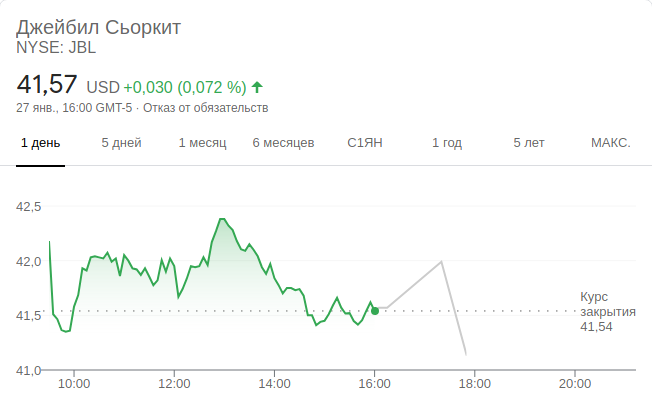 Джейбил Сьоркит
NYSE: JBL
41,57 USD +0,030 (0,072 %)
27 янв., 16:00 GMT-5 · Отказ от обязательств
1 день 5 дней 1 месяц 6 месяцев С1ЯН 1 год 5 лет МАКС.
42,5
42,0
41,5
41,0
Курс
закрытия
41,54
10:00 12:00 14:00 16:00 18:00 20:00